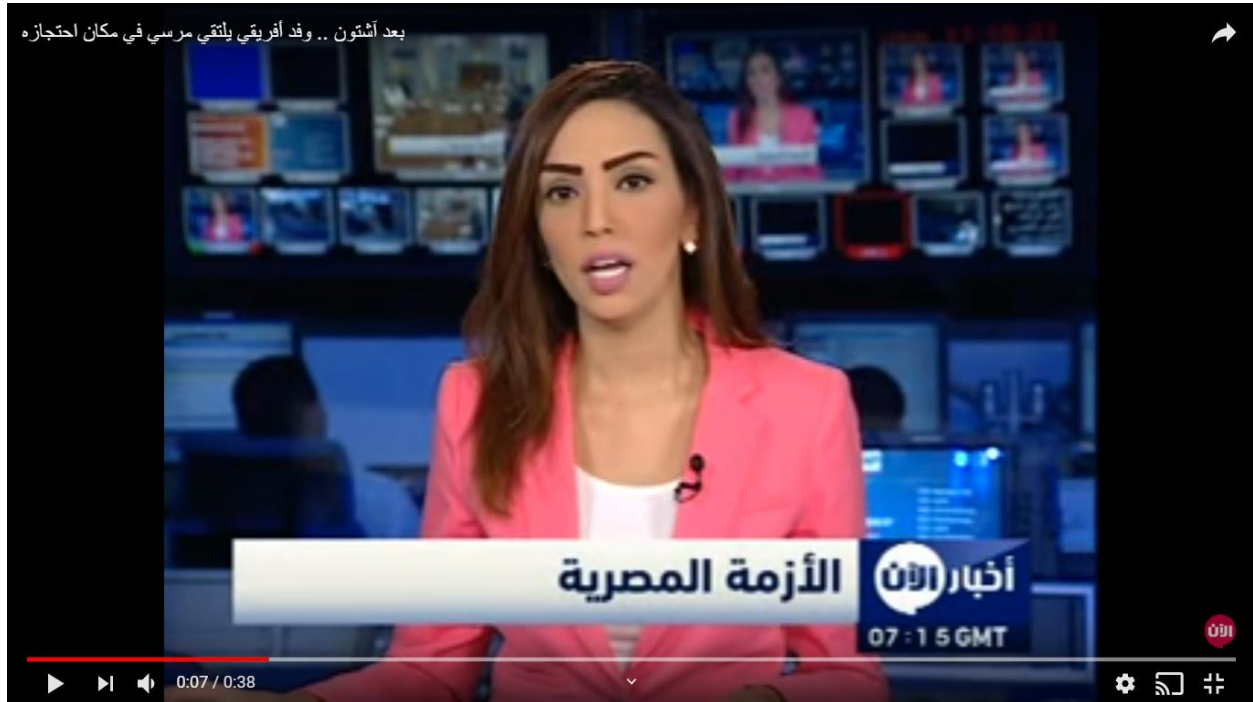 بعد آشتون .. وفد أفريقي يلتقي مرسي في مكان احتجازه
الأزمة المصرية
أخبار الآن
07:15 GMT
الآن
0:07 / 0:38